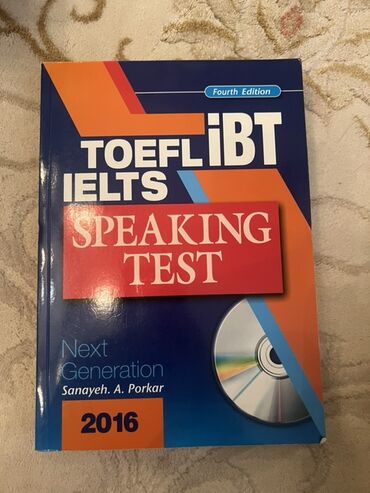 Fourth Edition
TOEFL iBT
IELTS
SPEAKING
TEST
Next
Generation
Sanayeh. A. Porkar
2016